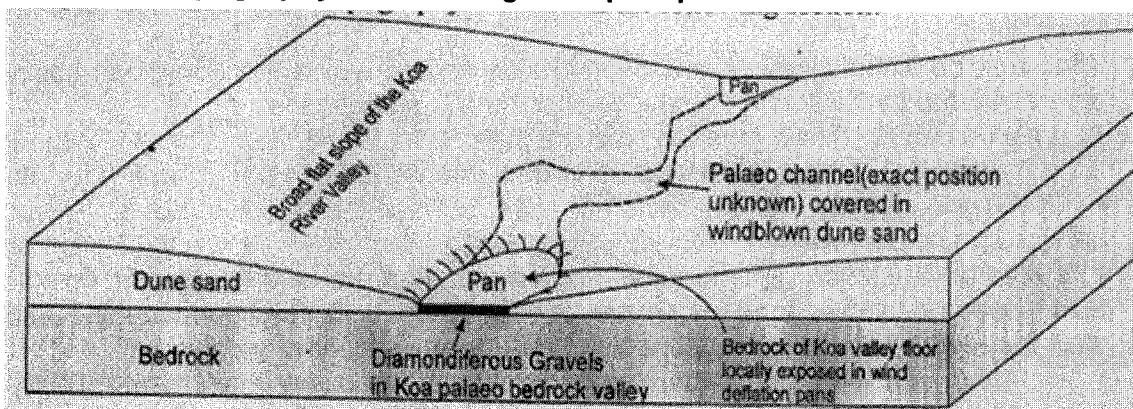 Pan
Broad flat slope of the Koa
River Valley
Palaeo channel(exact position
unknown) covered in
windblown dune sand
Dune sand
Pan
Bedrock
Diamondiferous Gravels
in Koa palaeo bedrock valley
Bedrock of Koa valley floor
locally exposed in wind
deflation pans